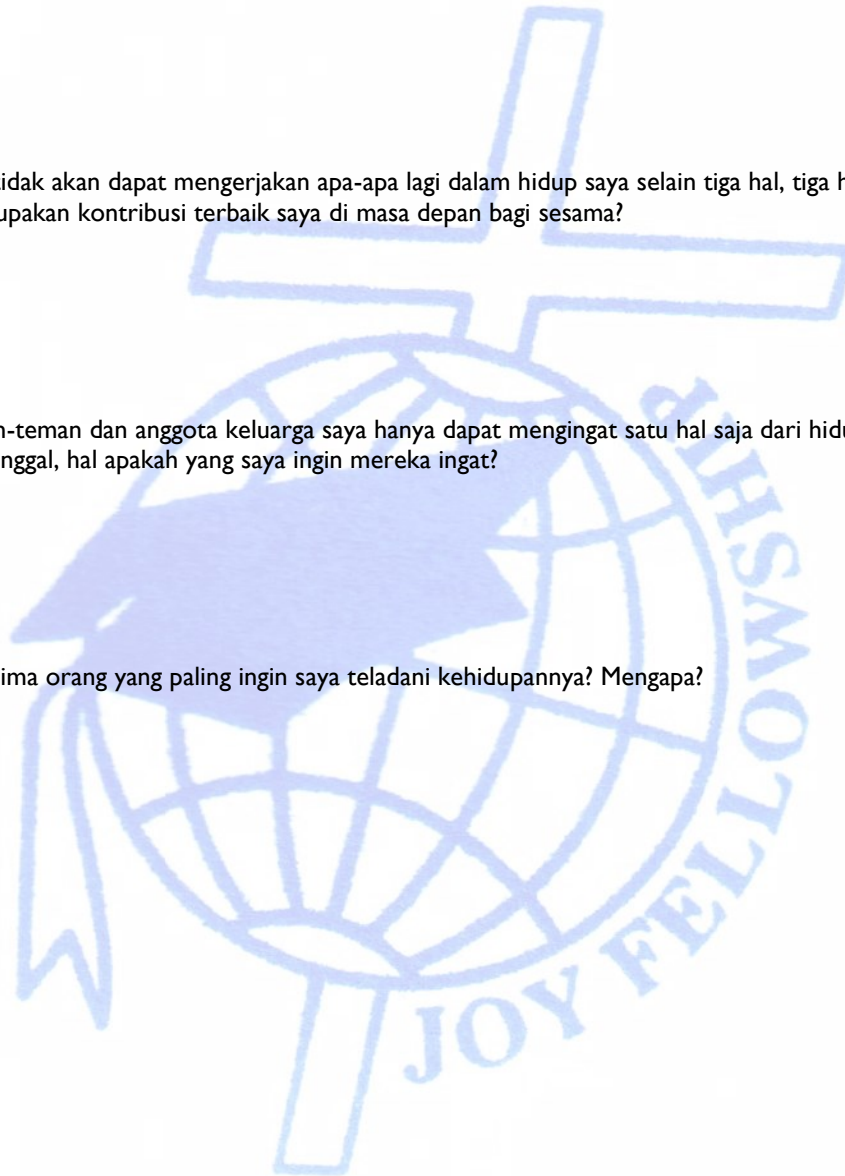 idak akan dapat mengerjakan apa-apa lagi dalam hidup saya selain tiga hal, tiga h
upakan kontribusi terbaik saya di masa depan bagi sesama?
n-teman dan anggota keluarga saya hanya dapat mengingat satu hal saja dari hidu
nggal, hal apakah yang saya ingin mereka ingat?
ima orang yang paling ingin saya teladani kehidupannya? Mengapa?
JOY FELLOWSHIP